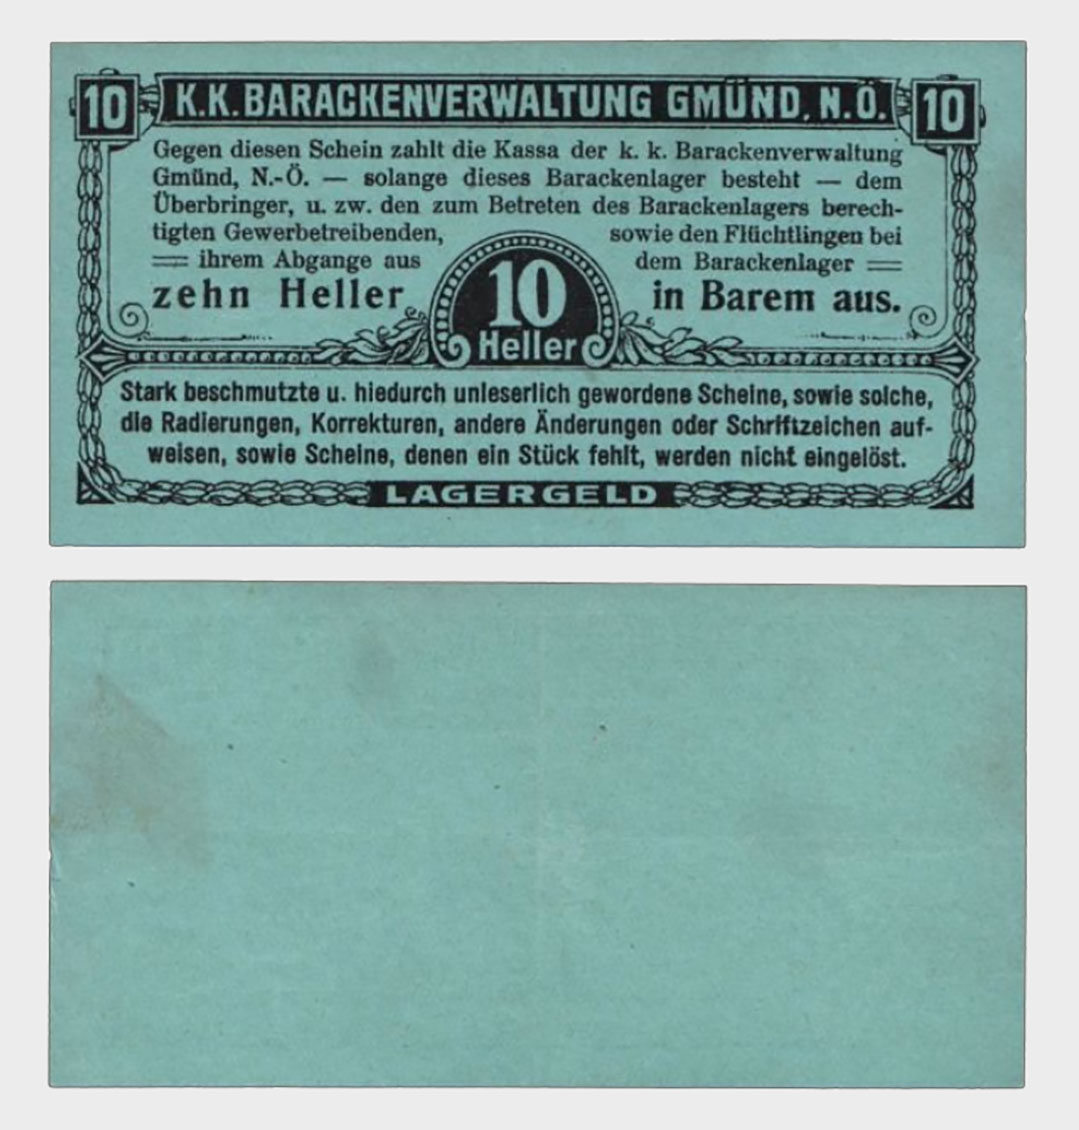 10 K.K. BARACKENVERWALTUNG GMÜND, N.Ö. 10
Gegen diesen Schein zahlt die Kassa der k. k. Barackenverwaltung
Gmünd, N.-Ö. — solange dieses Barackenlager besteht — dem
Überbringer, u. zw. den zum Betreten des Barackenlagers berech-
tigten Gewerbetreibenden, sowie den Flüchtlingen bei
ihrem Abgange aus dem Barackenlager
zehn Heller in Barem aus.
10
Heller
Stark beschmutzte u. hiedurch unleserlich gewordene Scheine, sowie solche,
die Radierungen, Korrekturen, andere Änderungen oder Schriftzeichen auf-
weisen, sowie Scheine, denen ein Stück fehlt, werden nicht eingelöst.
LAGERGELD